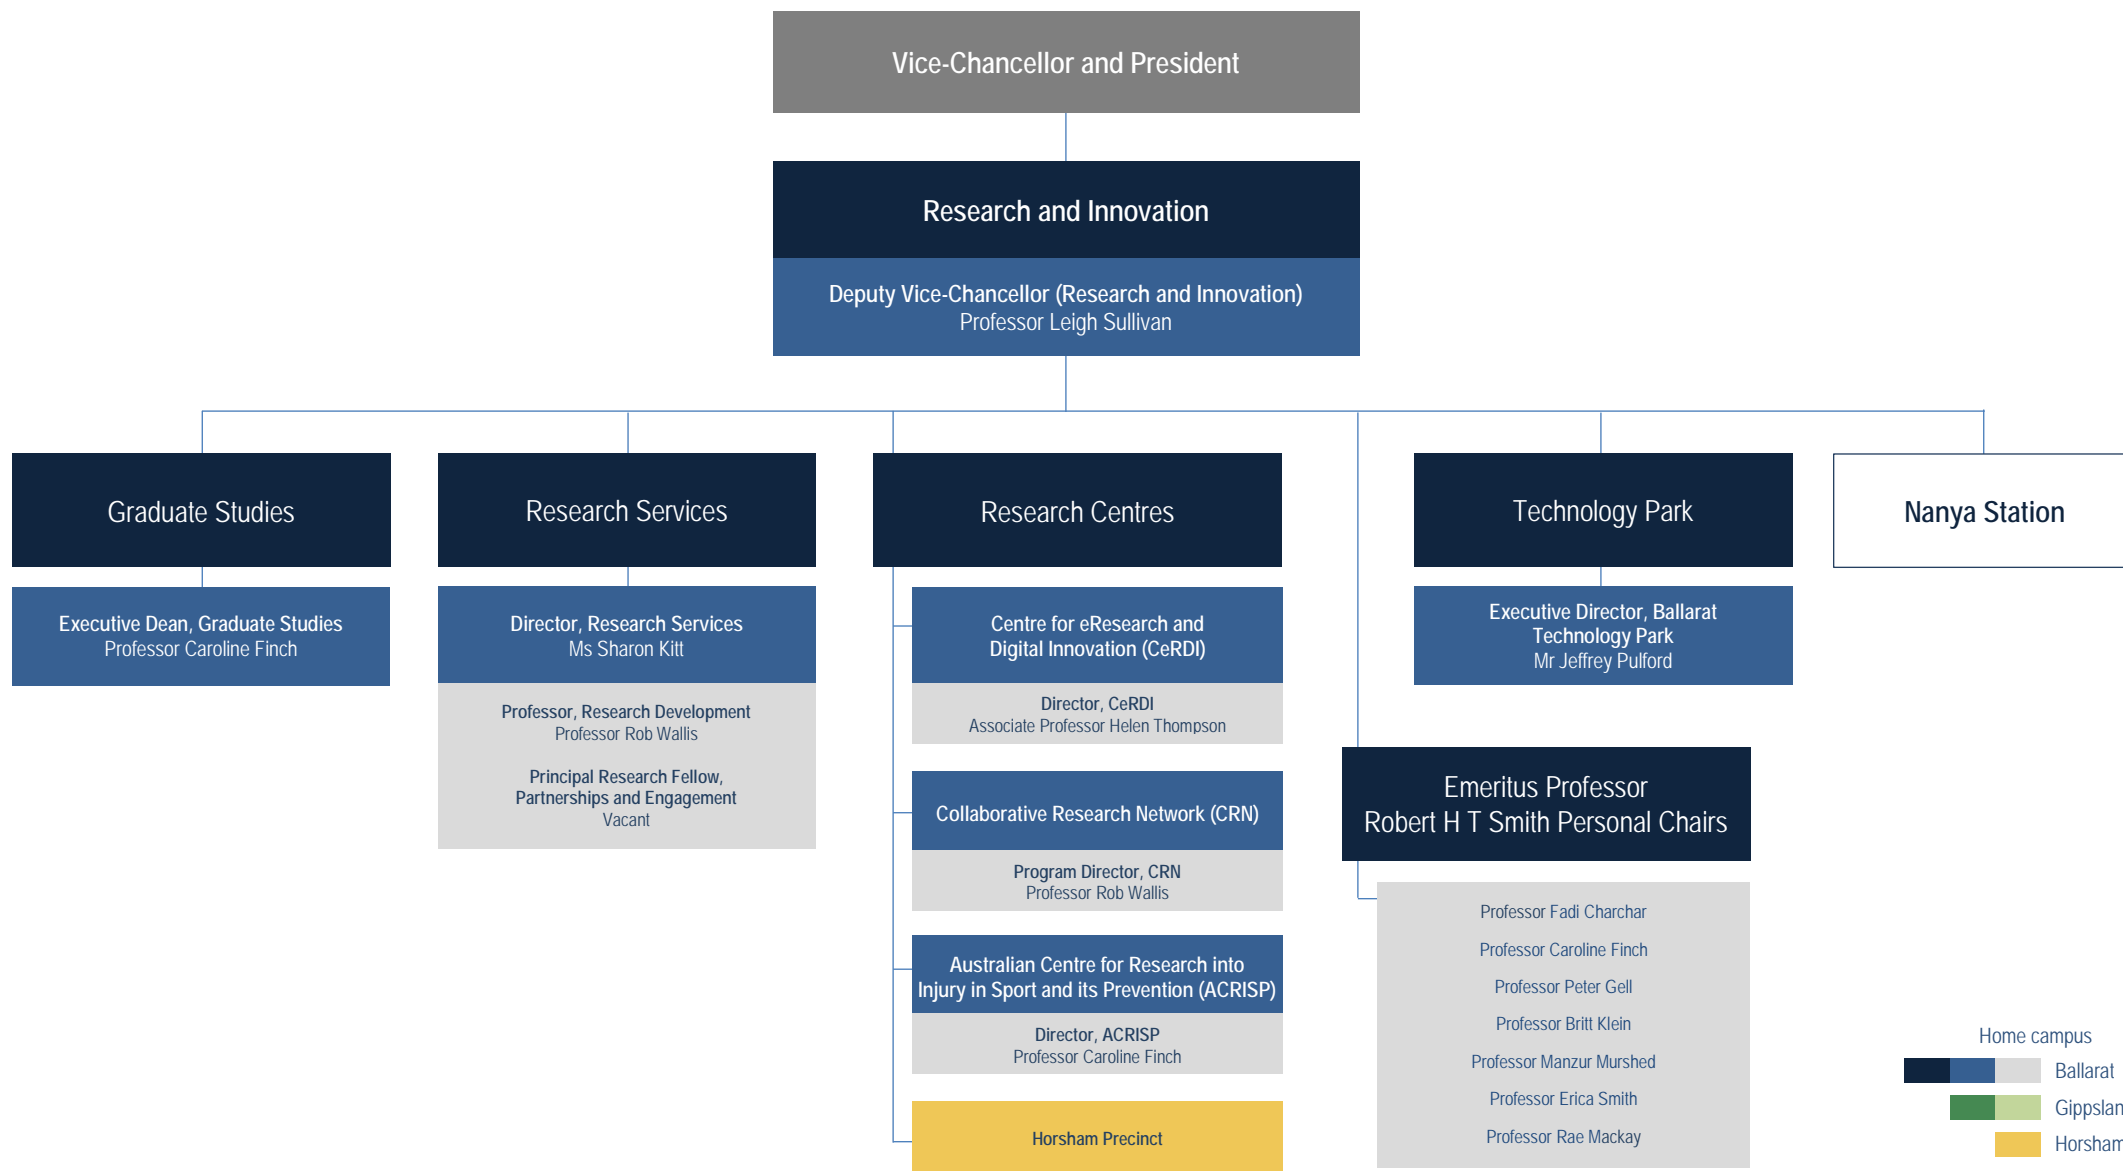 Vice-Chancellor and President
Research and Innovation
Deputy Vice-Chancellor (Research and Innovation)
Professor Leigh Sullivan
Graduate Studies
Executive Dean, Graduate Studies
Professor Caroline Finch
Research Services
Director, Research Services
Ms Sharon Kitt
Professor, Research Development
Professor Rob Wallis
Principal Research Fellow,
Partnerships and Engagement
Vacant
Research Centres
Centre for eResearch and
Digital Innovation (CeRDI)
Director, CeRDI
Associate Professor Helen Thompson
Collaborative Research Network (CRN)
Program Director, CRN
Professor Rob Wallis
Australian Centre for Research into
Injury in Sport and its Prevention (ACRISP)
Director, ACRISP
Professor Caroline Finch
Horsham Precinct
Technology Park
Executive Director, Ballarat
Technology Park
Mr Jeffrey Pulford
Emeritus Professor
Robert H T Smith Personal Chairs
Professor Fadi Charchar
Professor Caroline Finch
Professor Peter Gell
Professor Britt Klein
Professor Manzur Murshed
Professor Erica Smith
Professor Rae Mackay
Nanya Station
Home campus
Ballarat
Gippslan
Horsham